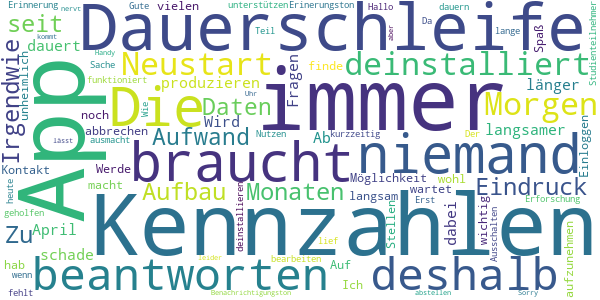 Erinnerung Gute vielen unterstützen Erinnerungston Hallo dauern
nervt Teil aber Da lange Spaß Studienteilnehmer
seit Dauerschleife
dauert kommt Handy Uhr
Sache funktioniert Wie finde
Irgendwie unheimlich App Neustart immer deinstalliert
produzieren Fragen
Die Daten Morgen
noch länger
abbrechen Wird Ab kurzzeitig Der langsamer Einloggen
lässt ausmacht Aufwand Nutzen
braucht niemand
Kontakt Werde Möglichkeit wohl
heute macht Aufbau Monaten langsam wartet Erst Eindruck
geholfen deinstallieren Stellen dabei wichtig Ausschalten Erforschung
Zu April Kennzahlen aufzunehmen
schade lief
hab leider Auf bearbeiten
wenn beantworten Ich deshalb
fehlt Benachrichtigungston abstellen Sorry